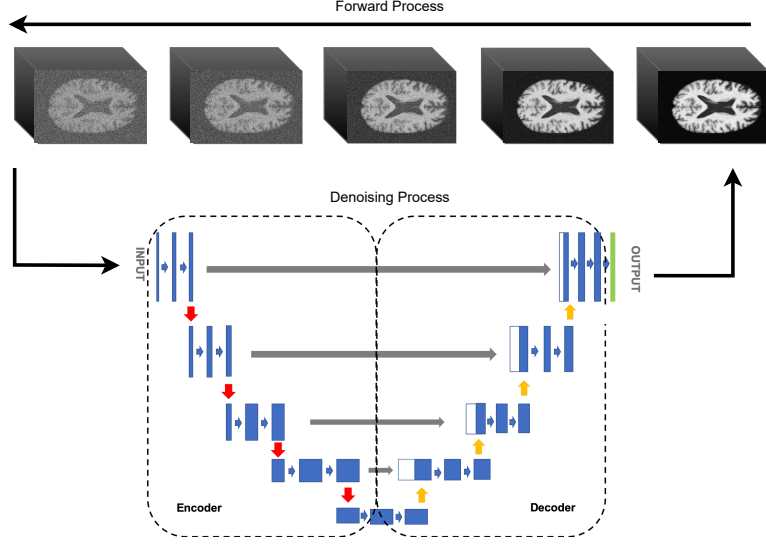 Forward Process
Denoising Process
INPUT
OUTPUT
Encoder
Decoder